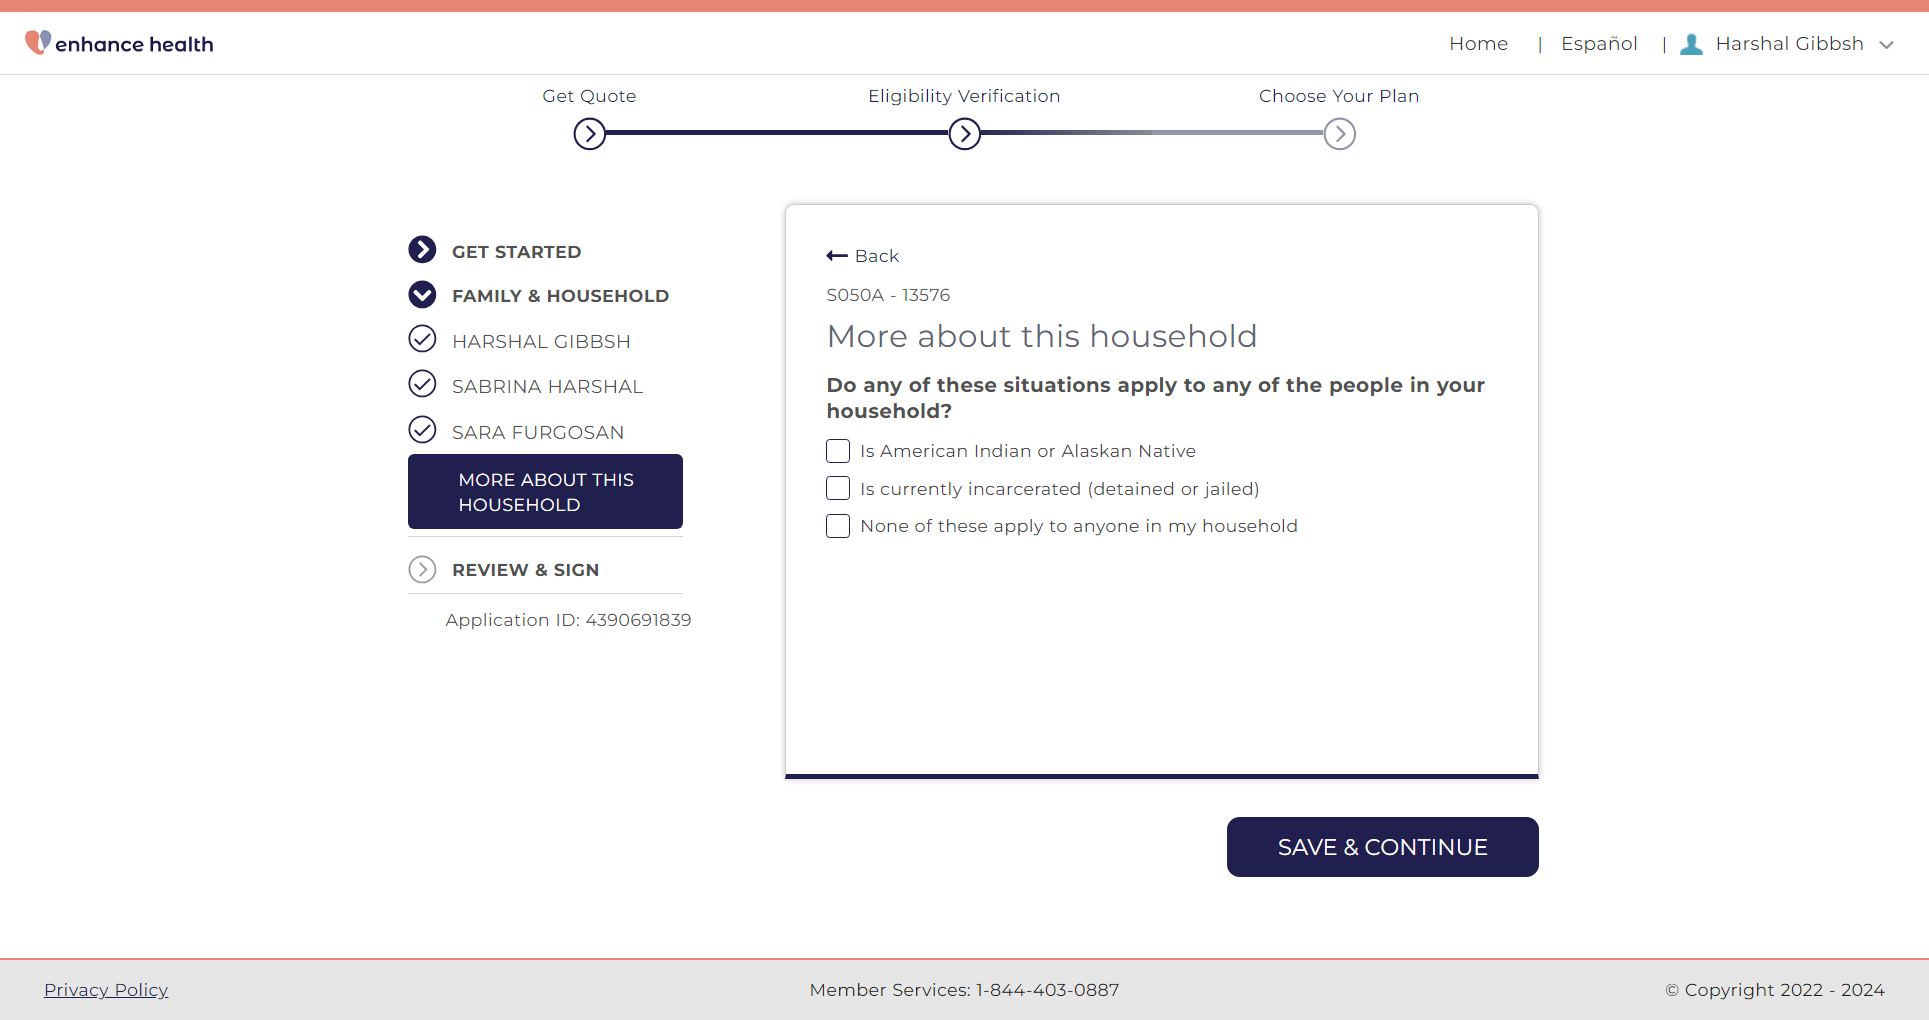 enhance health
Home | Español | Harshal Gibbsh
Get Quote
Eligibility Verification
Choose Your Plan
GET STARTED
FAMILY & HOUSEHOLD
HARSHAL GIBBSH
SABRINA HARSHAL
SARA FURGOSAN
MORE ABOUT THIS
HOUSEHOLD
REVIEW & SIGN
Application ID: 4390691839
Back
S050A - 13576
More about this household
Do any of these situations apply to any of the people in your
household?
Is American Indian or Alaskan Native
Is currently incarcerated (detained or jailed)
None of these apply to anyone in my household
SAVE & CONTINUE
Privacy Policy
Member Services: 1-844-403-0887
© Copyright 2022 - 2024